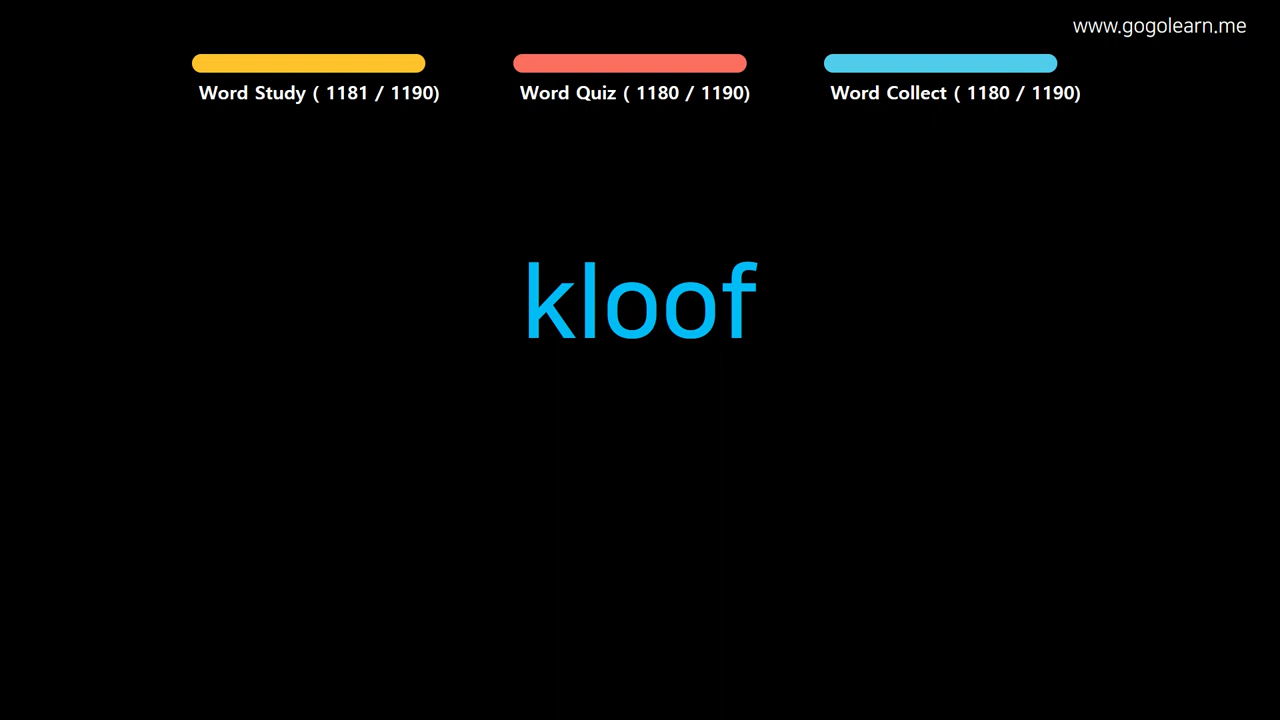 www.gogolearn.me
Word Study ( 1181 / 1190)
Word Quiz ( 1180 / 1190)
Word Collect ( 1180 / 1190)
kloof